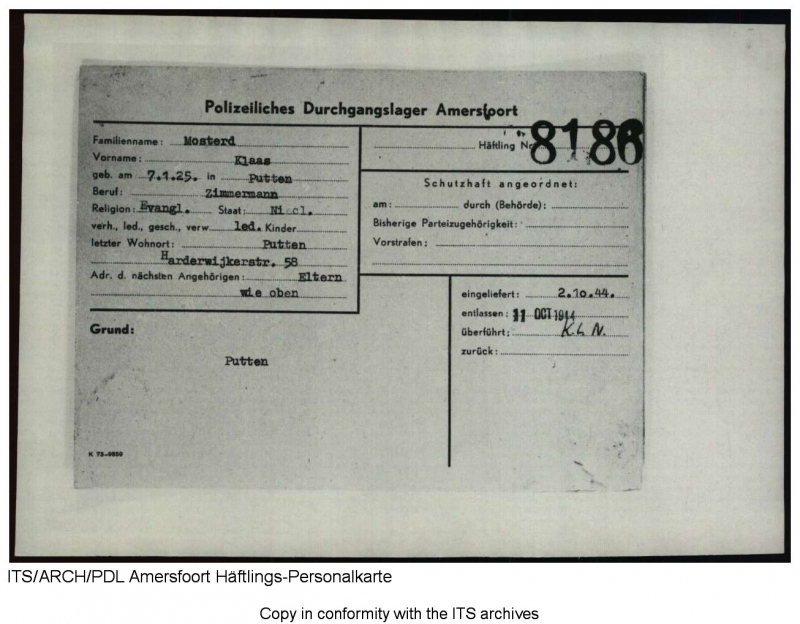 Polizeiliches Durchgangslager Amersfoort
Familienname: Mosterd
Vorname: Klaas
geb. am 7.1.25. in Putten
Beruf: Zimmermann
Religion: Evangl. Staat: Niedl.
verh., led., gesch., verw. led. Kinder
letzter Wohnort: Putten
Harderwijkerstr. 58
Adr. d. nächsten Angehörigen: Eltern
wie oben
Häftling Nr. 8186
Schutzhaft angeordnet:
am: durch (Behörde):
Bisherige Parteizugehörigkeit:
Vorstrafen:
Grund:
Putten
eingeliefert: 2.10.44.
entlassen: 11 OCT 1944
überführt: K.L.N.
zurück:
ITS/ARCH/PDL Amersfoort Häftlings-Personalkarte
Copy in conformity with the ITS archives